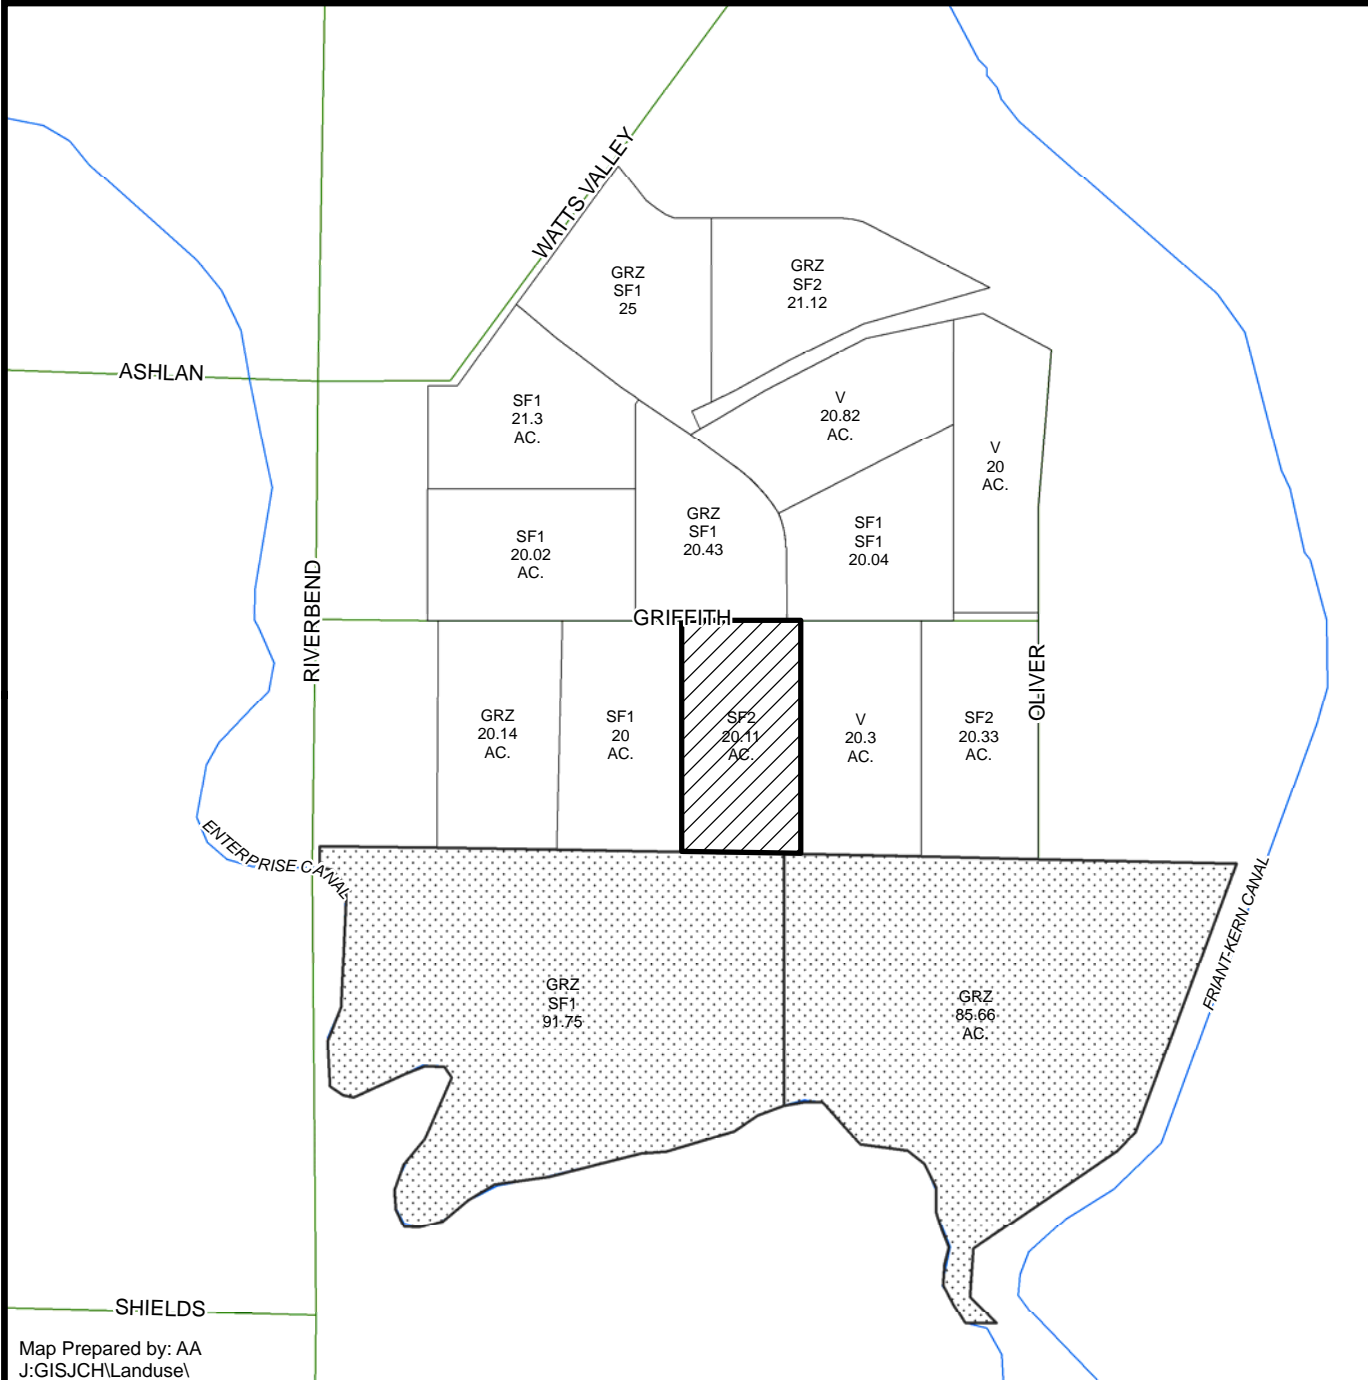 WATTS VALLEY
GRZ
SF1
25
GRZ
SF2
21.12
ASHLAN
SF1
21.3
AC.
V
20.82
AC.
V
20
AC.
SF1
20.02
AC.
GRZ
SF1
20.43
SF1
SF1
20.04
RIVERBEND
GRIFFITH
OLIVER
GRZ
20.14
AC.
SF1
20
AC.
SF2
20.11
AC.
V
20.3
AC.
SF2
20.33
AC.
ENTERPRISE CANAL
FRIANT-KERN CANAL
GRZ
SF1
91.75
GRZ
85.66
AC.
SHIELDS
Map Prepared by: AA
J:GISJCH\Landuse\